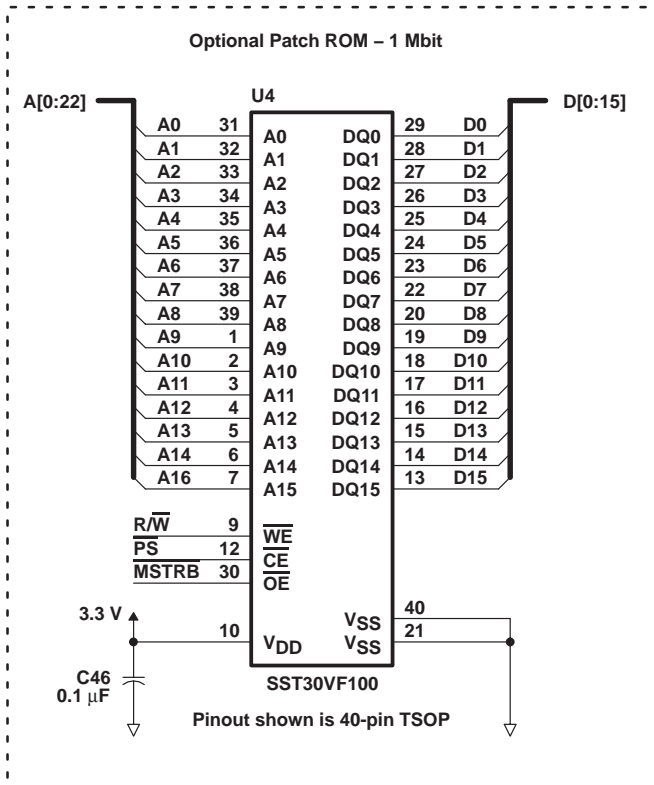 Optional Patch ROM – 1 Mbit
U4
A[0:22] D[0:15]
A0 31 A0 DQ0 29 D0
A1 32 A1 DQ1 28 D1
A2 33 A2 DQ2 27 D2
A3 34 A3 DQ3 26 D3
A4 35 A4 DQ4 25 D4
A5 36 A5 DQ5 24 D5
A6 37 A6 DQ6 23 D6
A7 38 A7 DQ7 22 D7
A8 39 A8 DQ8 20 D8
A9 1 A9 DQ9 19 D9
A10 2 A10 DQ10 18 D10
A11 3 A11 DQ11 17 D11
A12 4 A12 DQ12 16 D12
A13 5 A13 DQ13 15 D13
A14 6 A14 DQ14 14 D14
A16 7 A15 DQ15 13 D15
R/W̅ 9 W̅E̅
P̅S̅ 12 C̅E̅
M̅S̅T̅R̅B̅ 30 O̅E̅
3.3 V
VSS 40
10 VDD VSS 21
C46
0.1 μF
SST30VF100
Pinout shown is 40-pin TSOP